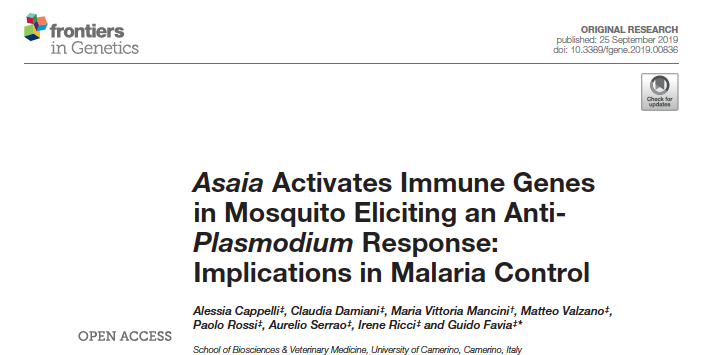 frontiers
in Genetics
ORIGINAL RESEARCH
published: 25 September 2019
doi: 10.3389/fgene.2019.00836
Check for
updates
Asaia Activates Immune Genes
in Mosquito Eliciting an Anti-
Plasmodium Response:
Implications in Malaria Control
OPEN ACCESS
Alessia Cappelli‡, Claudia Damiani‡, Maria Vittoria Mancini†, Matteo Valzano‡,
Paolo Rossi‡, Aurelio Serrao‡, Irene Ricci‡ and Guido Favia‡*
School of Biosciences & Veterinary Medicine, University of Camerino, Camerino, Italy